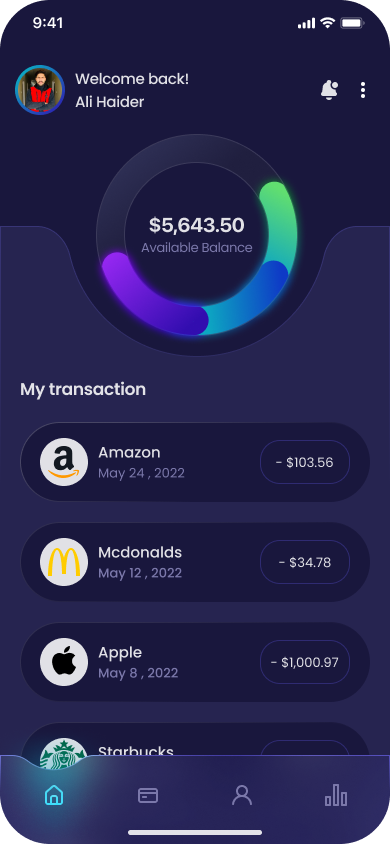 9:41
Welcome back!
Ali Haider
$5,643.50
Available Balance
My transaction
Amazon
- $103.56
May 24 , 2022
Mcdonalds
- $34.78
May 12 , 2022
Apple
- $1,000.97
May 8 , 2022
Starbucks